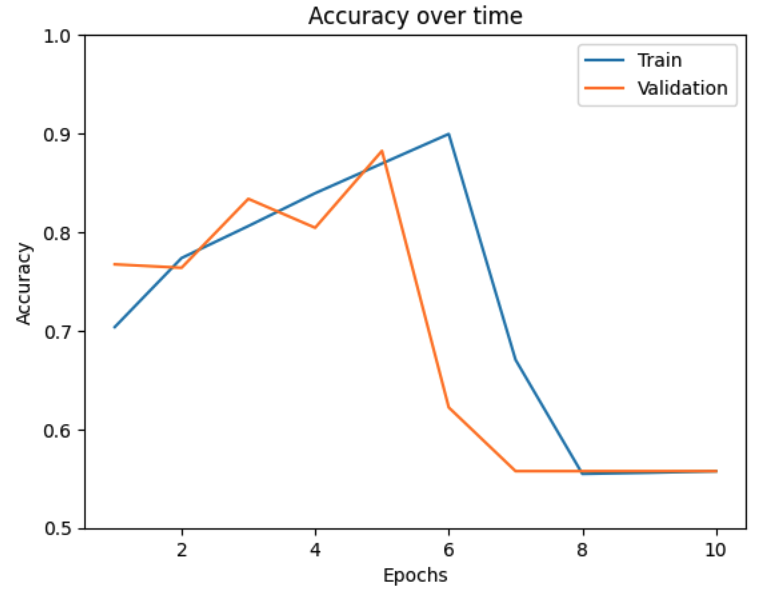 Accuracy over time
Train
Validation
Accuracy
1.0
0.9
0.8
0.7
0.6
0.5
2 4 6 8 10
Epochs